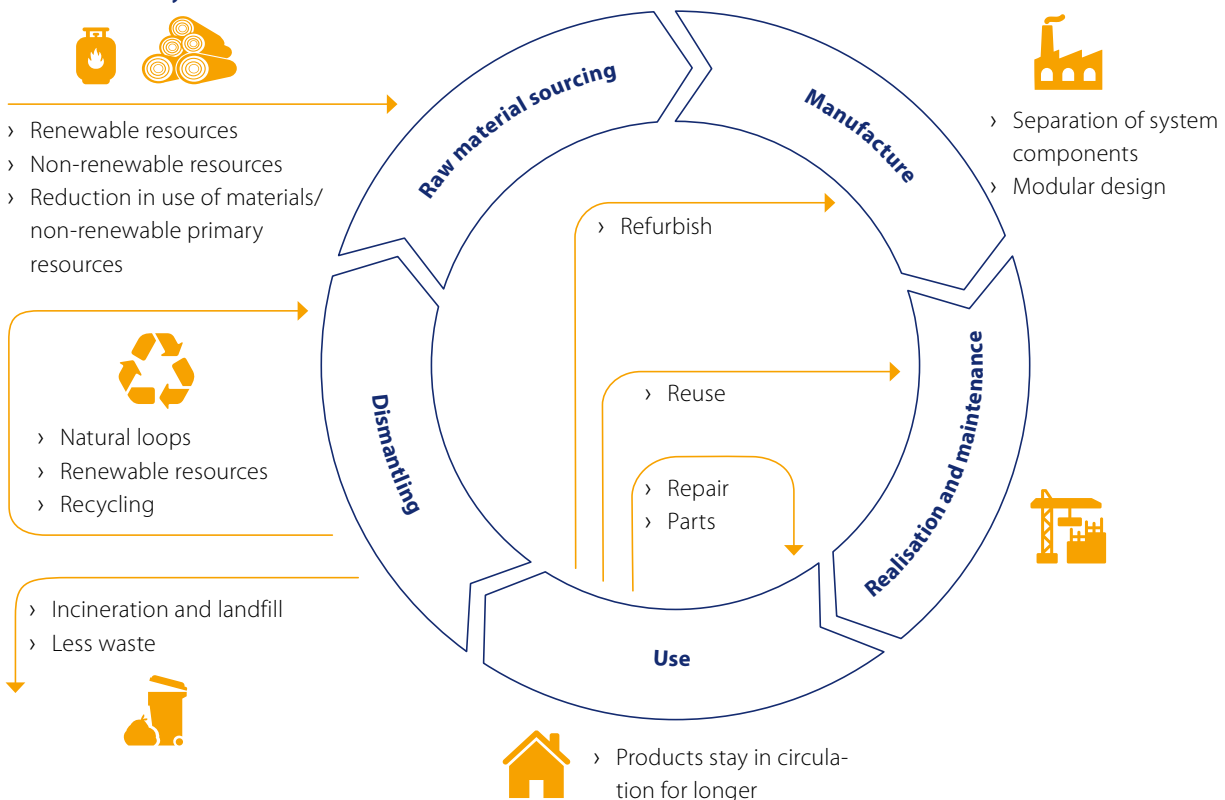 Raw material sourcing
Manufacture
› Renewable resources
› Non-renewable resources
› Reduction in use of materials/
non-renewable primary
resources
› Separation of system
components
› Modular design
› Refurbish
› Reuse
› Repair
› Parts
Dismantling
› Natural loops
› Renewable resources
› Recycling
Realisation and maintenance
› Incineration and landfill
› Less waste
Use
› Products stay in circula-
tion for longer